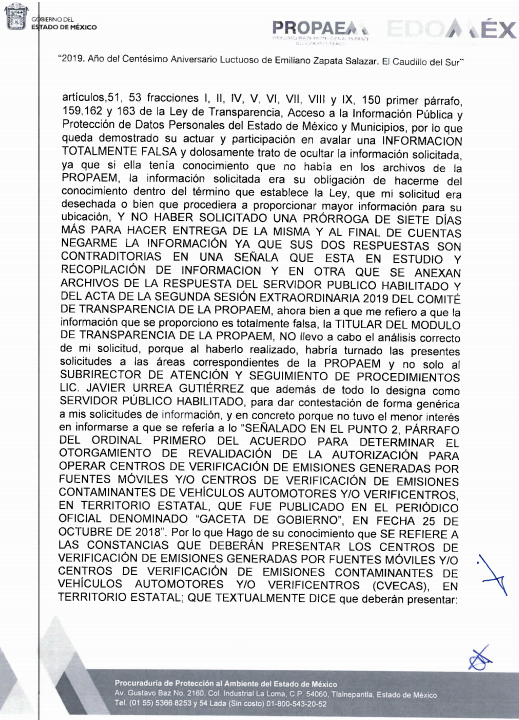 GOBIERNO DEL
ESTADO DE MÉXICO
PROPAEM
EDOMÉX
"2019. Año del Centésimo Aniversario Luctuoso de Emiliano Zapata Salazar. El Caudillo del Sur"
artículos,51, 53 fracciones I, II, IV, V, VI, VII, VIII y IX, 150 primer párrafo,
159,162 y 163 de la Ley de Transparencia, Acceso a la Información Pública y
Protección de Datos Personales del Estado de México y Municipios, por lo que
queda demostrado su actuar y participación en avalar una INFORMACION
TOTALMENTE FALSA y dolosamente trato de ocultar la información solicitada,
ya que si ella tenía conocimiento que no había en los archivos de la
PROPAEM, la información solicitada era su obligación de hacerme del
conocimiento dentro del término que establece la Ley, que mi solicitud era
desechada o bien que procediera a proporcionar mayor información para su
ubicación, Y NO HABER SOLICITADO UNA PRÓRROGA DE SIETE DÍAS
MÁS PARA HACER ENTREGA DE LA MISMA Y AL FINAL DE CUENTAS
NEGARME LA INFORMACIÓN YA QUE SUS DOS RESPUESTAS SON
CONTRADITORIAS EN UNA SEÑALA QUE ESTA EN ESTUDIO Y
RECOPILACIÓN DE INFORMACION Y EN OTRA QUE SE ANEXAN
ARCHIVOS DE LA RESPUESTA DEL SERVIDOR PUBLICO HABILITADO Y
DEL ACTA DE LA SEGUNDA SESIÓN EXTRAORDINARIA 2019 DEL COMITÉ
DE TRANSPARENCIA DE LA PROPAEM, ahora bien a que me refiero a que la
información que se proporciono es totalmente falsa, la TITULAR DEL MODULO
DE TRANSPARENCIA DE LA PROPAEM, NO llevo a cabo el análisis correcto
de mi solicitud, porque al haberlo realizado, habría turnado las presentes
solicitudes a las áreas correspondientes de la PROPAEM y no solo al
SUBRIRECTOR DE ATENCIÓN Y SEGUIMIENTO DE PROCEDIMIENTOS
LIC. JAVIER URREA GUTIÉRREZ que además de todo lo designa como
SERVIDOR PÚBLICO HABILITADO, para dar contestación de forma genérica
a mis solicitudes de información, y en concreto porque no tuvo el menor interés
en informarse a que se refería a lo "SEÑALADO EN EL PUNTO 2, PÁRRAFO
DEL ORDINAL PRIMERO DEL ACUERDO PARA DETERMINAR EL
OTORGAMIENTO DE REVALIDACIÓN DE LA AUTORIZACIÓN PARA
OPERAR CENTROS DE VERIFICACIÓN DE EMISIONES GENERADAS POR
FUENTES MÓVILES Y/O CENTROS DE VERIFICACIÓN DE EMISIONES
CONTAMINANTES DE VEHÍCULOS AUTOMOTORES Y/O VERIFICENTROS,
EN TERRITORIO ESTATAL, QUE FUE PUBLICADO EN EL PERIÓDICO
OFICIAL DENOMINADO "GACETA DE GOBIERNO", EN FECHA 25 DE
OCTUBRE DE 2018". Por lo que Hago de su conocimiento que SE REFIERE A
LAS CONSTANCIAS QUE DEBERÁN PRESENTAR LOS CENTROS DE
VERIFICACIÓN DE EMISIONES GENERADAS POR FUENTES MÓVILES Y/O
CENTROS DE VERIFICACIÓN DE EMISIONES CONTAMINANTES DE
VEHÍCULOS AUTOMOTORES Y/O VERIFICENTROS (CVECAS), EN
TERRITORIO ESTATAL; QUE TEXTUALMENTE DICE que deberán presentar:
Procuraduría de Protección al Ambiente del Estado de México
Av. Gustavo Baz No. 2160, Col. Industrial La Loma, C.P. 54060, Tlalnepantla, Estado de México
Tel. (01 55) 5366 8253 y 54 Lada (Sin costo) 01-800-543-20-52